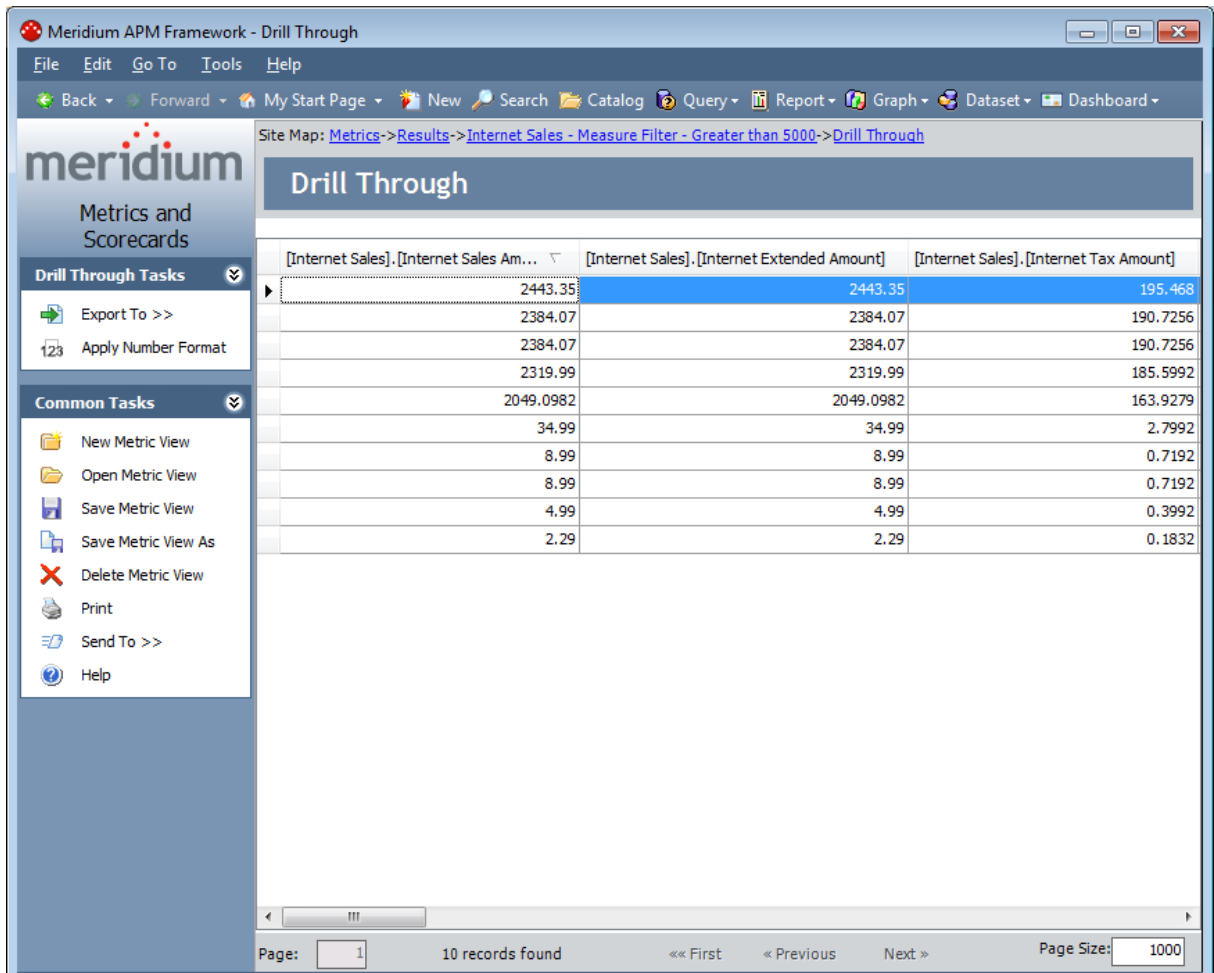 Meridium APM Framework - Drill Through
File Edit Go To Tools Help
Back Forward My Start Page New Search Catalog Query Report Graph Dataset Dashboard
meridium
Metrics and
Scorecards
Drill Through Tasks
Export To >>
123 Apply Number Format
Common Tasks
New Metric View
Open Metric View
Save Metric View
Save Metric View As
Delete Metric View
Print
Send To >>
Help
Site Map: Metrics->Results->Internet Sales - Measure Filter - Greater than 5000->Drill Through
Drill Through
[Internet Sales].[Internet Sales Am... [Internet Sales].[Internet Extended Amount] [Internet Sales].[Internet Tax Amount]
2443.35 2443.35 195.468
2384.07 2384.07 190.7256
2384.07 2384.07 190.7256
2319.99 2319.99 185.5992
2049.0982 2049.0982 163.9279
34.99 34.99 2.7992
8.99 8.99 0.7192
8.99 8.99 0.7192
4.99 4.99 0.3992
2.29 2.29 0.1832
Page: 1 10 records found «« First « Previous Next » Page Size: 1000